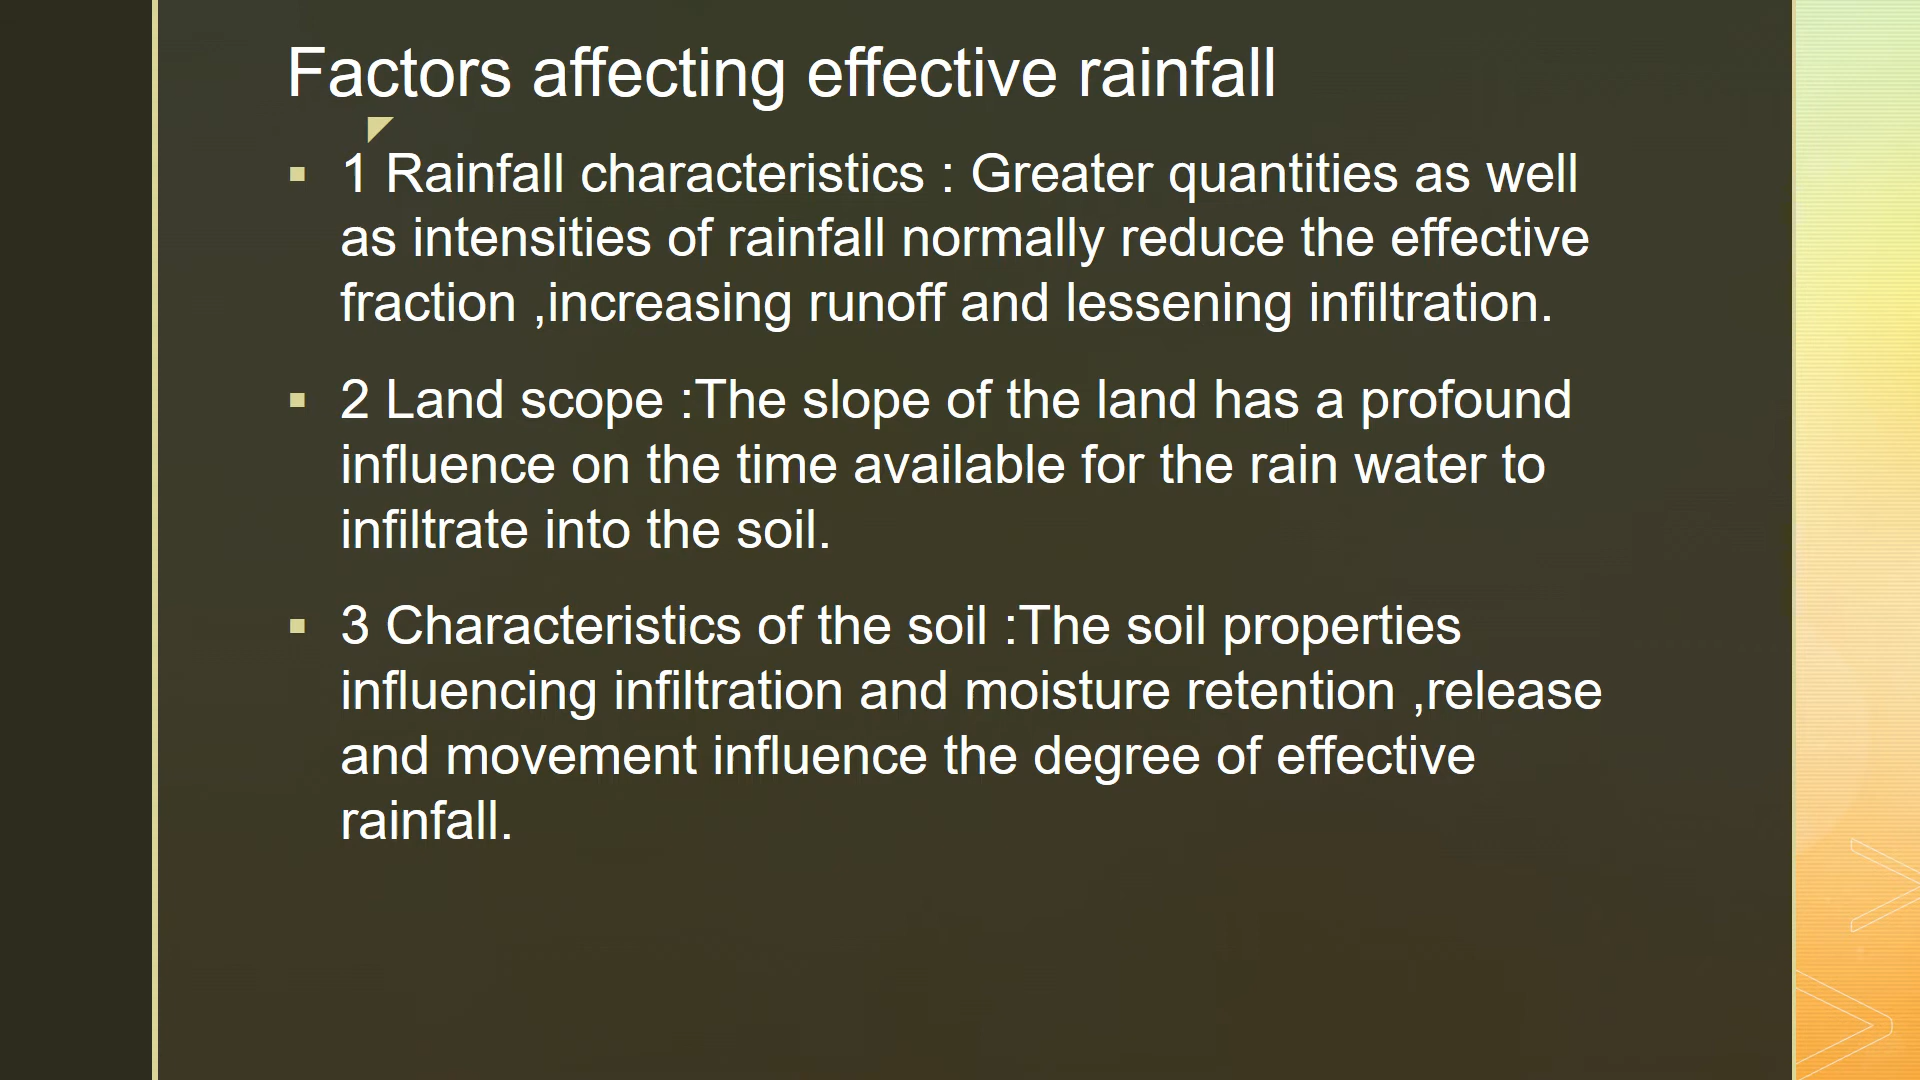 Factors affecting effective rainfall
1 Rainfall characteristics : Greater quantities as well
as intensities of rainfall normally reduce the effective
fraction ,increasing runoff and lessening infiltration.
2 Land scope :The slope of the land has a profound
influence on the time available for the rain water to
infiltrate into the soil.
3 Characteristics of the soil :The soil properties
influencing infiltration and moisture retention ,release
and movement influence the degree of effective
rainfall.